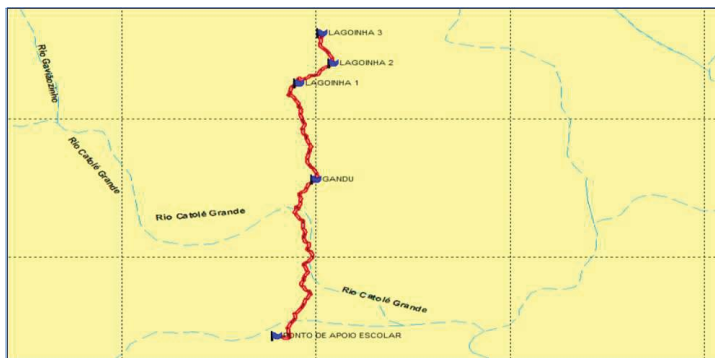 LAGOINHA 3
LAGOINHA 2
LAGOINHA 1
Rio Gaviãozinho
Rio Catolé Grande
GANDU
Rio Catolé Grande
Rio Catolé Grande
PONTO DE APOIO ESCOLAR